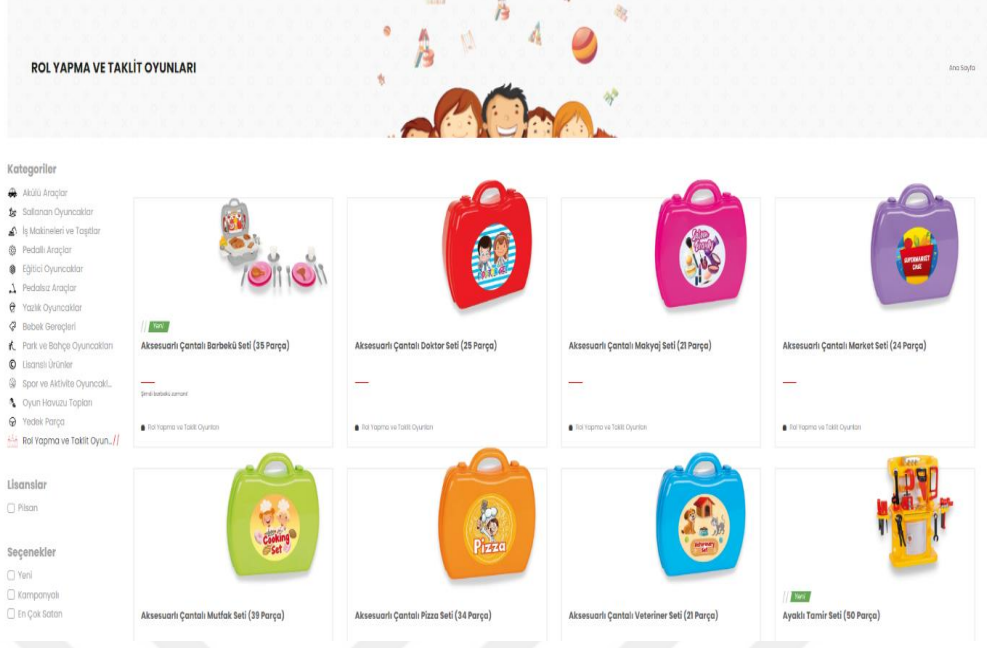 ROL YAPMA VE TAKLİT OYUNLARI
Ana Sayfa
Kategoriler
Akülü Araçlar
Sallanan Oyuncaklar
İş Makineleri ve Taşıtlar
Pedallı Araçlar
Eğitici Oyuncaklar
Pedalsız Araçlar
Yazlık Oyuncaklar
Bebek Gereçleri
Park ve Bahçe Oyuncakları
Lisanslı Ürünler
Spor ve Aktivite Oyuncakl...
Oyun Havuzu Topları
Yedek Parça
Rol Yapma ve Taklit Oyun...//
Lisanslar
Pilsan
Seçenekler
Yeni
Kampanyalı
En Çok Satan
// Yeni
Aksesuarlı Çantalı Barbekü Seti (35 Parça)
Şimdi barbekü zamanı!
Rol Yapma ve Taklit Oyunları
Aksesuarlı Çantalı Doktor Seti (25 Parça)
Rol Yapma ve Taklit Oyunları
Aksesuarlı Çantalı Makyaj Seti (21 Parça)
Rol Yapma ve Taklit Oyunları
SUPERMARKET
CASE
Aksesuarlı Çantalı Market Seti (24 Parça)
Rol Yapma ve Taklit Oyunları
Cooking
Set
Aksesuarlı Çantalı Mutfak Seti (39 Parça)
Pizza
Aksesuarlı Çantalı Pizza Seti (34 Parça)
Veterinary
Set
Aksesuarlı Çantalı Veteriner Seti (21 Parça)
// Yeni
Ayaklı Tamir Seti (50 Parça)